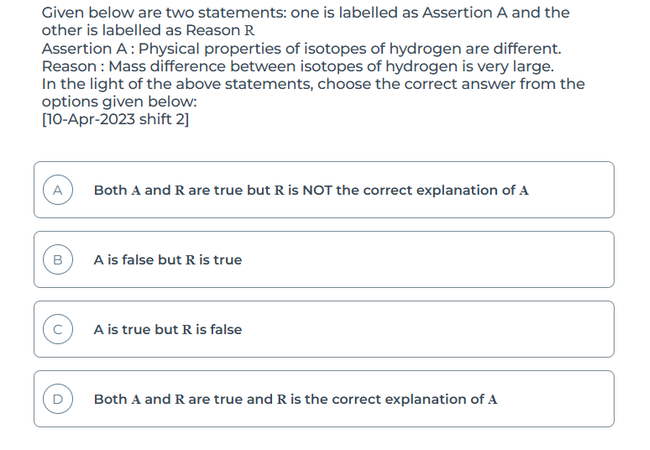 Given below are two statements: one is labelled as Assertion A and the
other is labelled as Reason R
Assertion A : Physical properties of isotopes of hydrogen are different.
Reason : Mass difference between isotopes of hydrogen is very large.
In the light of the above statements, choose the correct answer from the
options given below:
[10-Apr-2023 shift 2]
A Both A and R are true but R is NOT the correct explanation of A
B A is false but R is true
C A is true but R is false
D Both A and R are true and R is the correct explanation of A